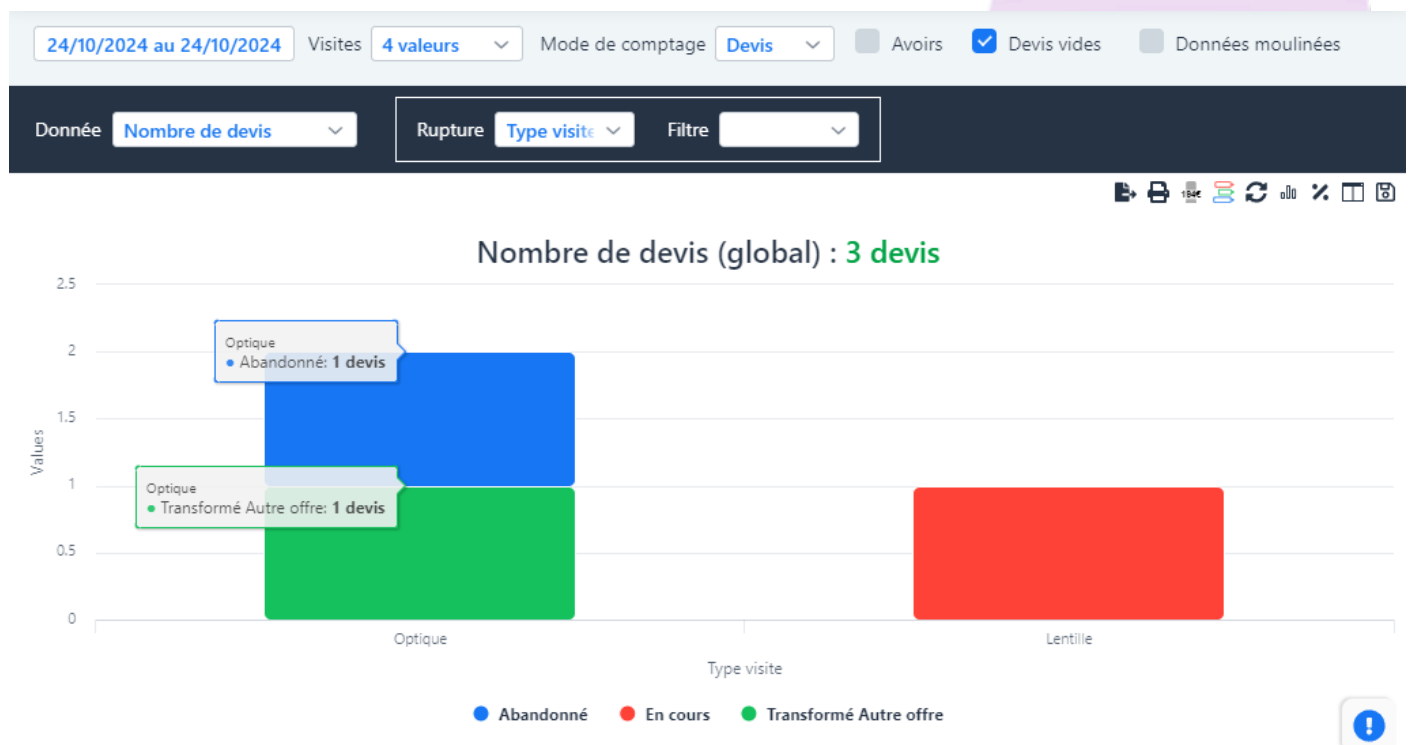 24/10/2024 au 24/10/2024 Visites 4 valeurs Mode de comptage Devis Avoirs Devis vides Données moulinées
Donnée Nombre de devis Rupture Type visite Filtre
194€
Nombre de devis (global) : 3 devis
2.5
2
1.5
1
0.5
0
Values
Optique
• Abandonné: 1 devis
Optique
• Transformé Autre offre: 1 devis
Optique Lentille
Type visite
Abandonné En cours Transformé Autre offre